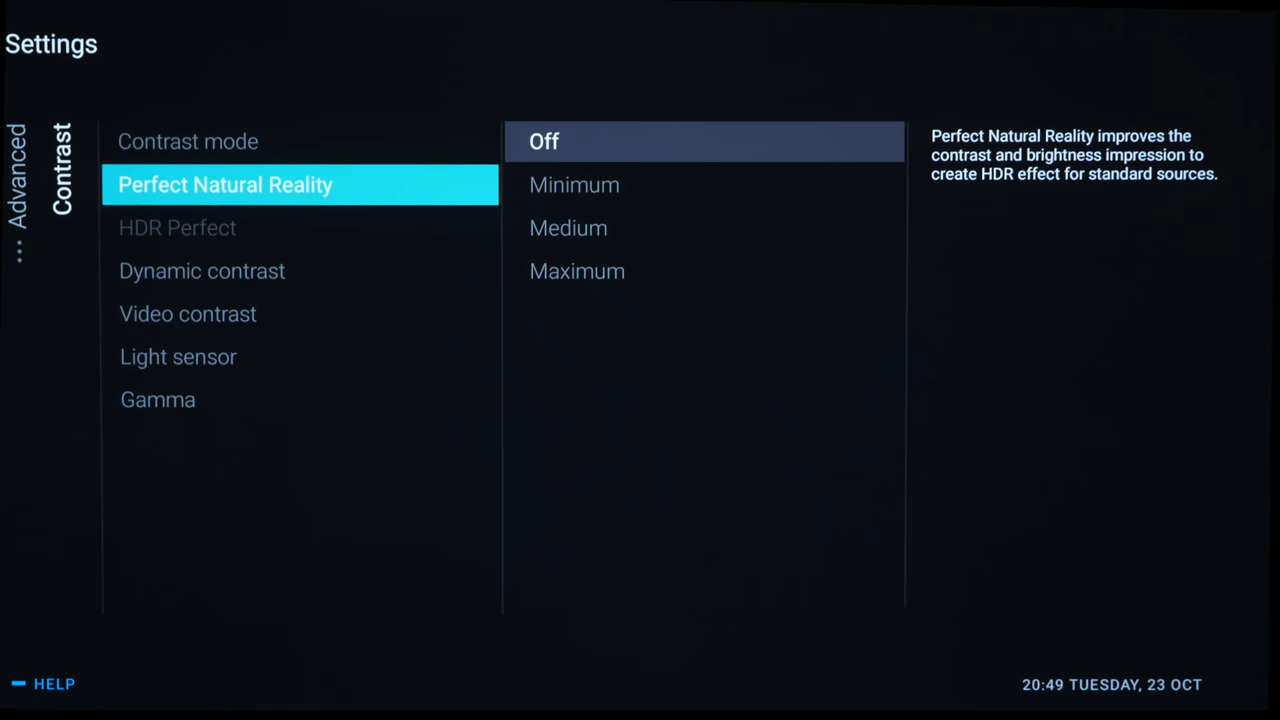 Settings
... Advanced
Contrast
Contrast mode
Perfect Natural Reality
HDR Perfect
Dynamic contrast
Video contrast
Light sensor
Gamma
Off
Minimum
Medium
Maximum
Perfect Natural Reality improves the
contrast and brightness impression to
create HDR effect for standard sources.
HELP
20:49 TUESDAY, 23 OCT